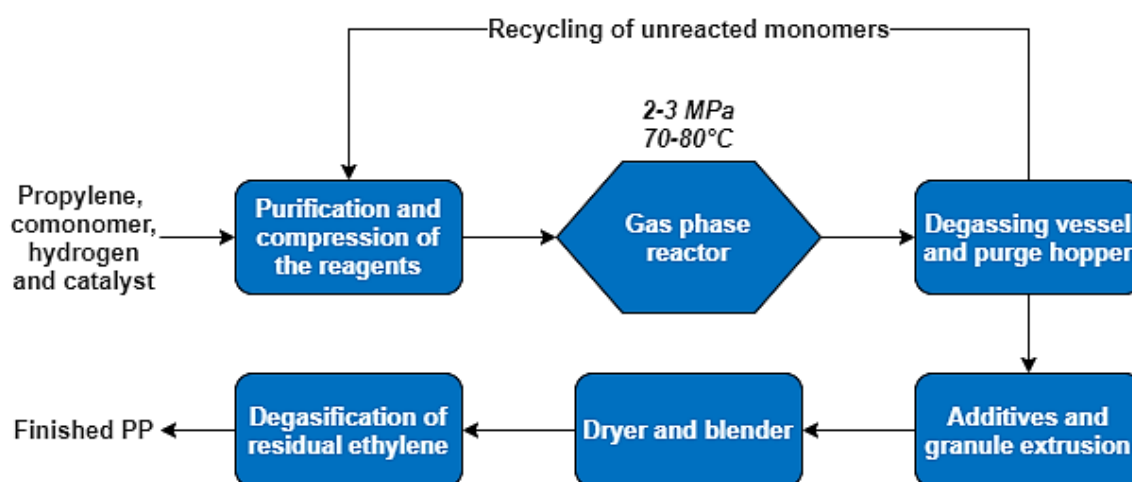 Recycling of unreacted monomers
2-3 MPa
70-80°C
Propylene,
comonomer,
hydrogen
and catalyst
Purification and
compression of
the reagents
Gas phase
reactor
Degassing vessel
and purge hopper
Finished PP
Degasification of
residual ethylene
Dryer and blender
Additives and
granule extrusion